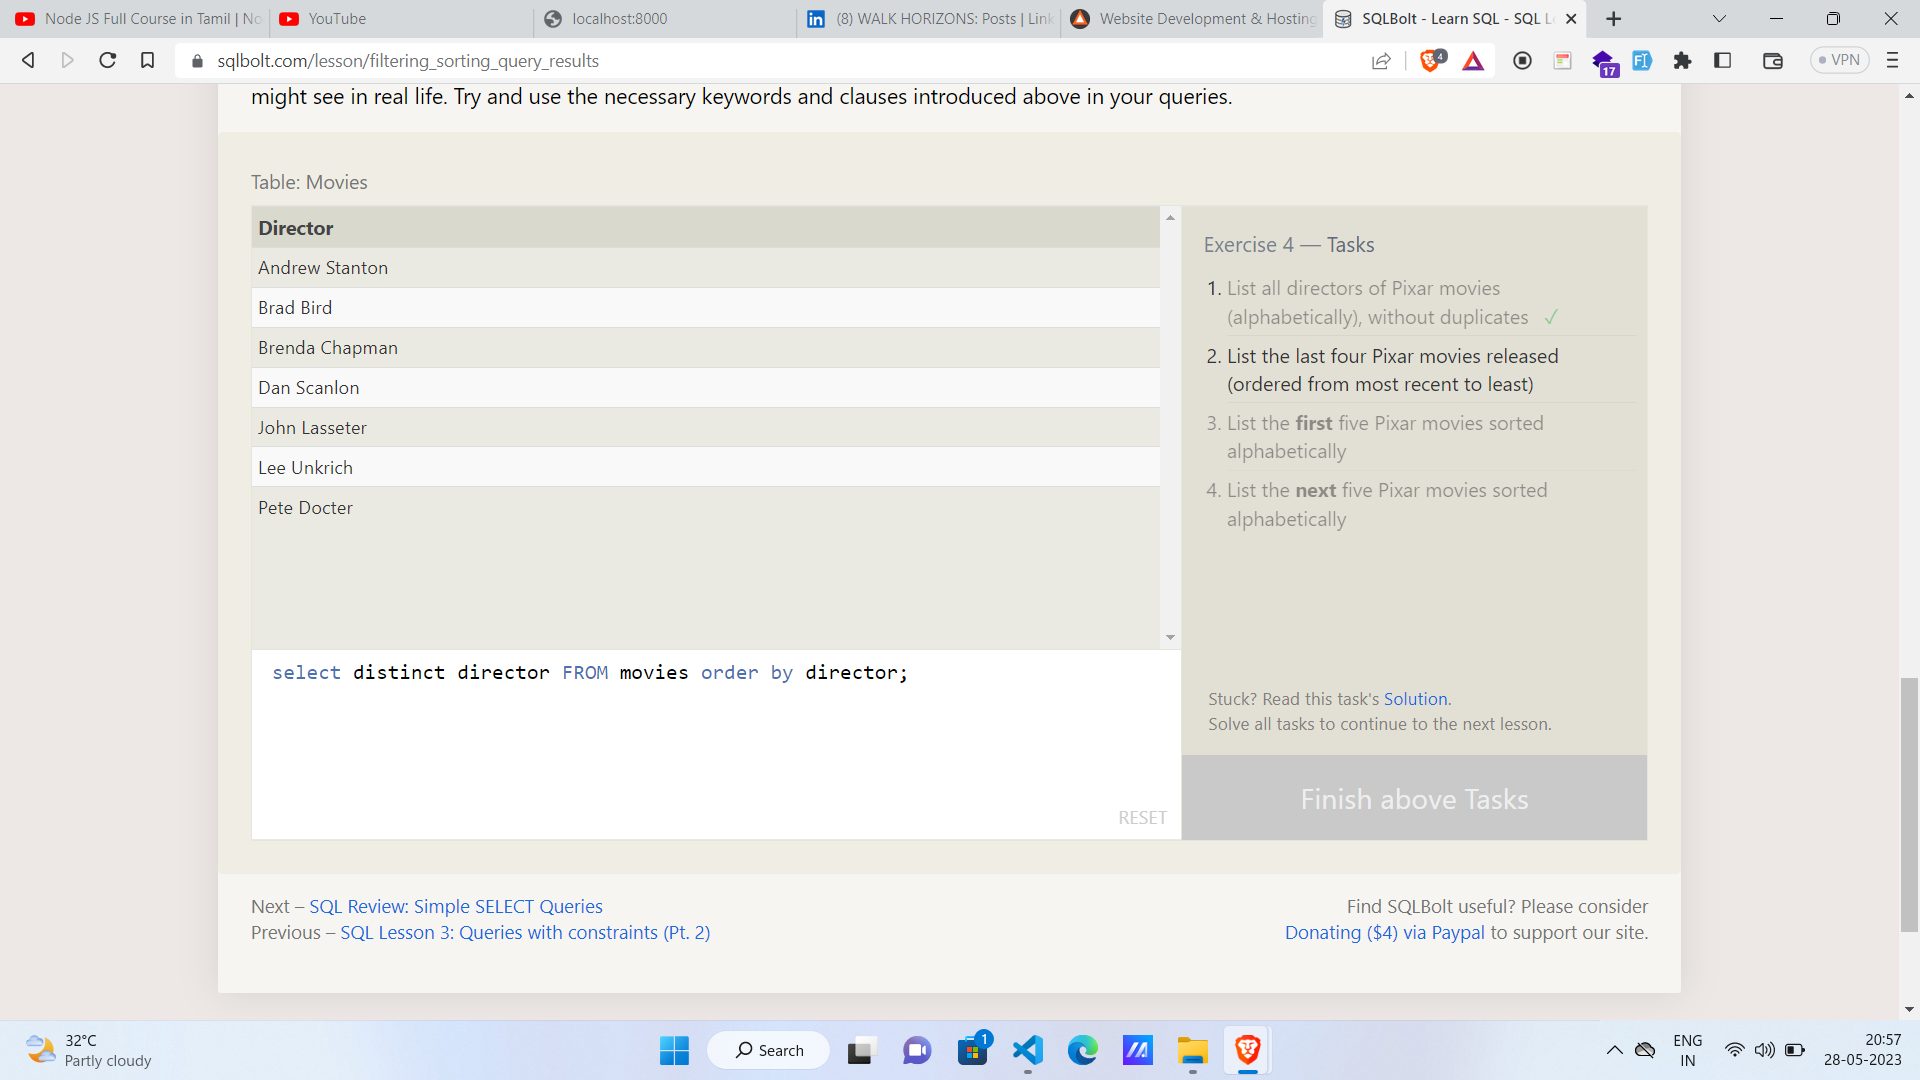 Node JS Full Course in Tamil | No
YouTube
localhost:8000
(8) WALK HORIZONS: Posts | Link
Website Development & Hosting
SQLBolt - Learn SQL - SQL Le
sqlbolt.com/lesson/filtering_sorting_query_results
4
17
VPN
might see in real life. Try and use the necessary keywords and clauses introduced above in your queries.
Table: Movies
Director
Andrew Stanton
Brad Bird
Brenda Chapman
Dan Scanlon
John Lasseter
Lee Unkrich
Pete Docter
select distinct director FROM movies order by director;
RESET
Exercise 4 — Tasks
1. List all directors of Pixar movies
(alphabetically), without duplicates ✓
2. List the last four Pixar movies released
(ordered from most recent to least)
3. List the first five Pixar movies sorted
alphabetically
4. List the next five Pixar movies sorted
alphabetically
Stuck? Read this task's Solution.
Solve all tasks to continue to the next lesson.
Finish above Tasks
Next – SQL Review: Simple SELECT Queries
Previous – SQL Lesson 3: Queries with constraints (Pt. 2)
Find SQLBolt useful? Please consider
Donating ($4) via Paypal to support our site.
32°C
Partly cloudy
Search
1
ENG
IN
20:57
28-05-2023